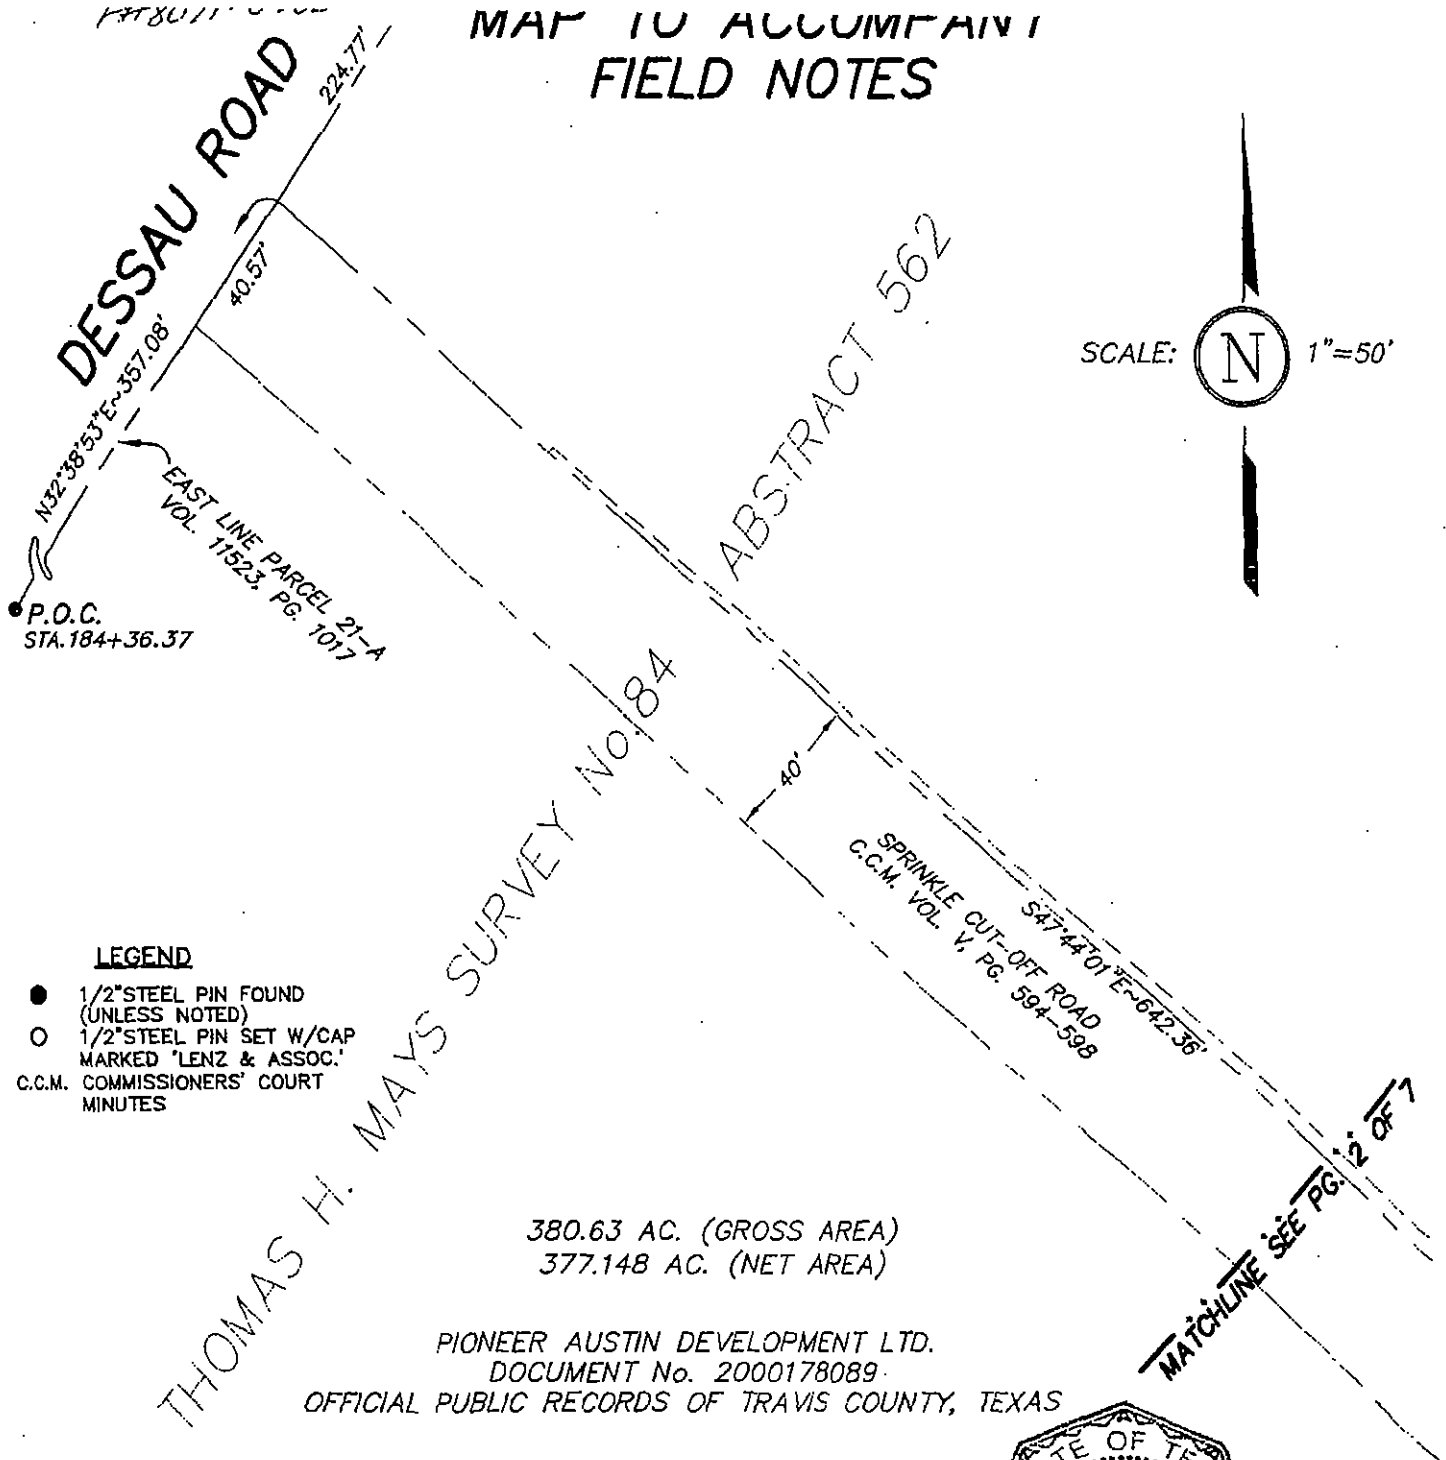 MAP TO ACCOMPANY
FIELD NOTES
DESSAU ROAD
224.77'
40.57'
N32°38'53"E~357.08'
EAST LINE PARCEL 21-A
VOL. 11523, PG. 1017
P.O.C.
STA.184+36.37
ABSTRACT 562
SCALE:
N
1"=50'
THOMAS H. MAYS SURVEY No. 84
40'
SPRINKLE CUT-OFF ROAD
C.C.M. VOL. V, PG. 594-598
S47°44'01"E~642.36'
LEGEND
1/2"STEEL PIN FOUND
(UNLESS NOTED)
1/2"STEEL PIN SET W/CAP
MARKED 'LENZ & ASSOC.'
C.C.M. COMMISSIONERS' COURT
MINUTES
MATCHLINE "SEE PG. "2" OF 7
380.63 AC. (GROSS AREA)
377.148 AC. (NET AREA)
PIONEER AUSTIN DEVELOPMENT LTD.
DOCUMENT No. 2000178089
OFFICIAL PUBLIC RECORDS OF TRAVIS COUNTY, TEXAS
TE OF TE